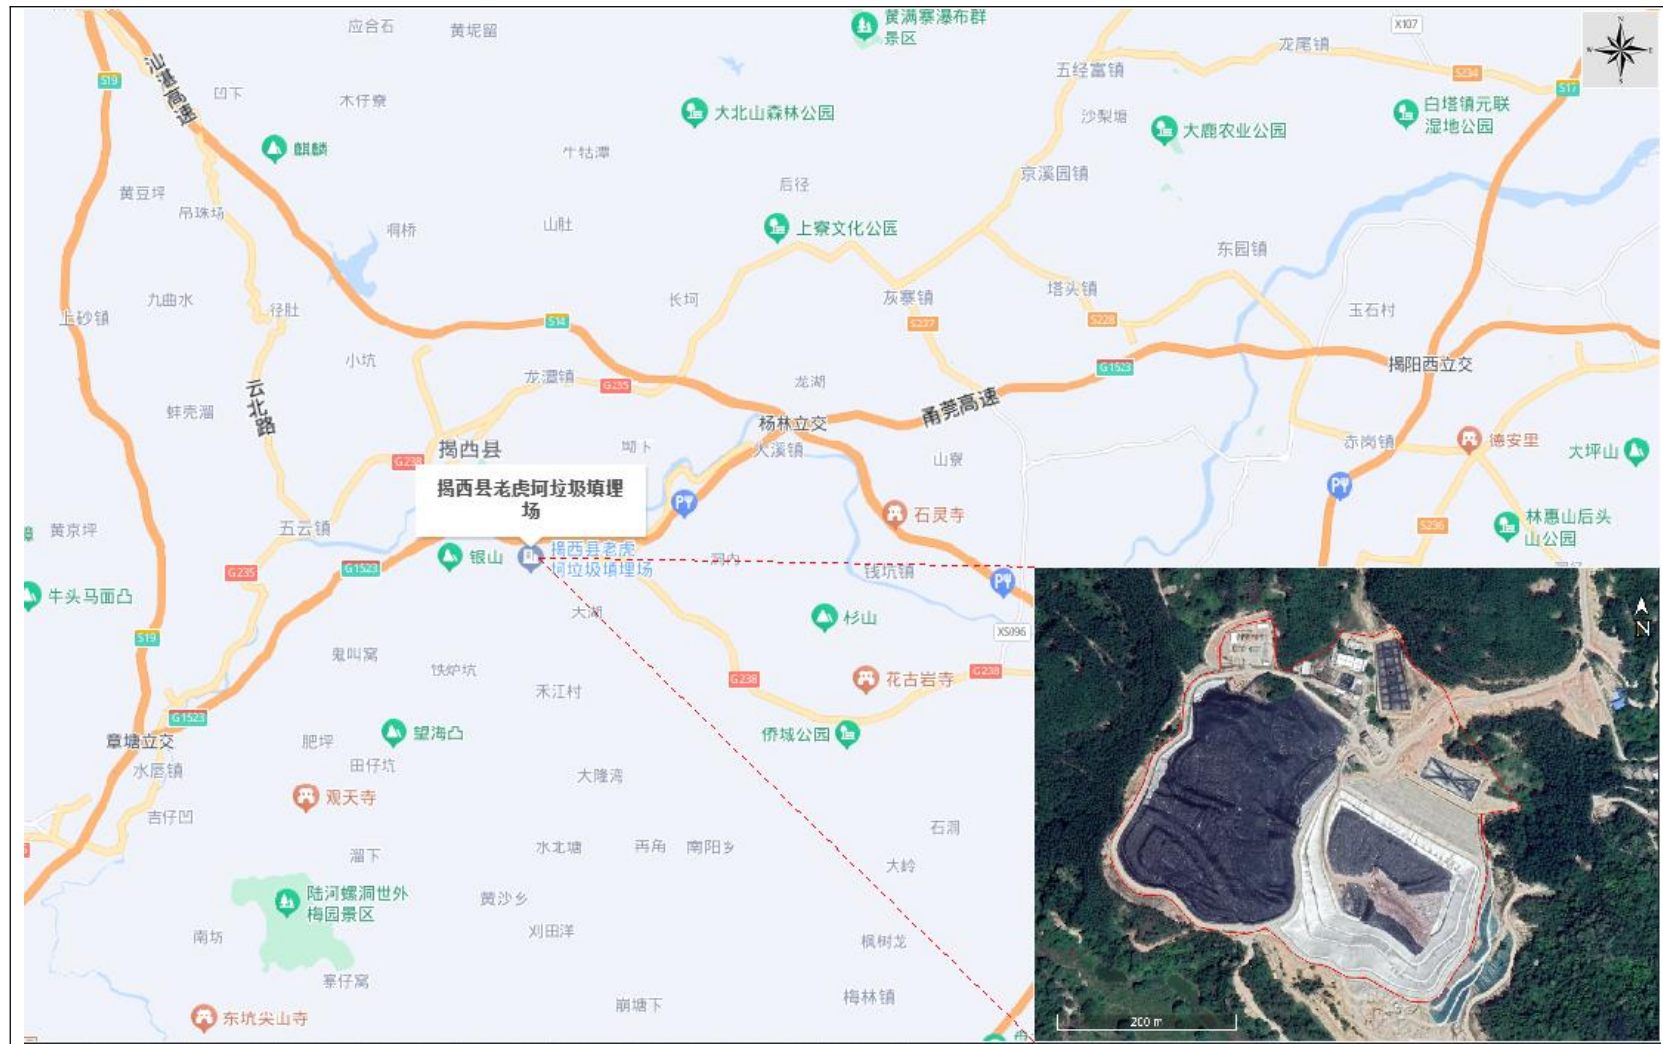 黄满寨瀑布群
景区
应合石
黄坭留
X107
N
W
E
S
龙尾镇
汕湛高速
S19
凹下
木仔寮
五经富镇
S234
S17
大北山森林公园
沙梨塘
大鹿农业公园
白塔镇元联
湿地公园
麒麟
牛牯潭
京溪园镇
黄豆坪
吊珠场
后径
桐桥
山肚
上寮文化公园
东园镇
九曲水
径肚
长坷
灰寨镇
塔头镇
玉石村
上砂镇
S14
S237
S228
小坑
龙潭镇
G235
龙湖
G1523
揭阳西立交
云北路
蚌壳溜
甬莞高速
杨林立交
大溪镇
赤岗镇
德安里
大坪山
揭西县
G238
山寮
揭西县老虎坷垃圾填埋
场
石灵寺
S236
林惠山后头
山公园
黄京坪
五云镇
银山
揭西县老虎
坷垃圾填埋场
洞内
钱坑镇
G235
G1523
牛头马面凸
大湖
杉山
X5096
N
S19
鬼叫窝
铁炉坑
禾江村
G238
花古岩寺
G238
G1523
章塘立交
肥坪
望海凸
侨城公园
水唇镇
田仔坑
大隆湾
观天寺
吉仔凹
石洞
溜下
水北塘
再角
南阳乡
大岭
陆河螺洞世外
梅园景区
黄沙乡
南坊
刈田洋
枫树龙
寨仔窝
崩塘下
梅林镇
东坑尖山寺
200 m